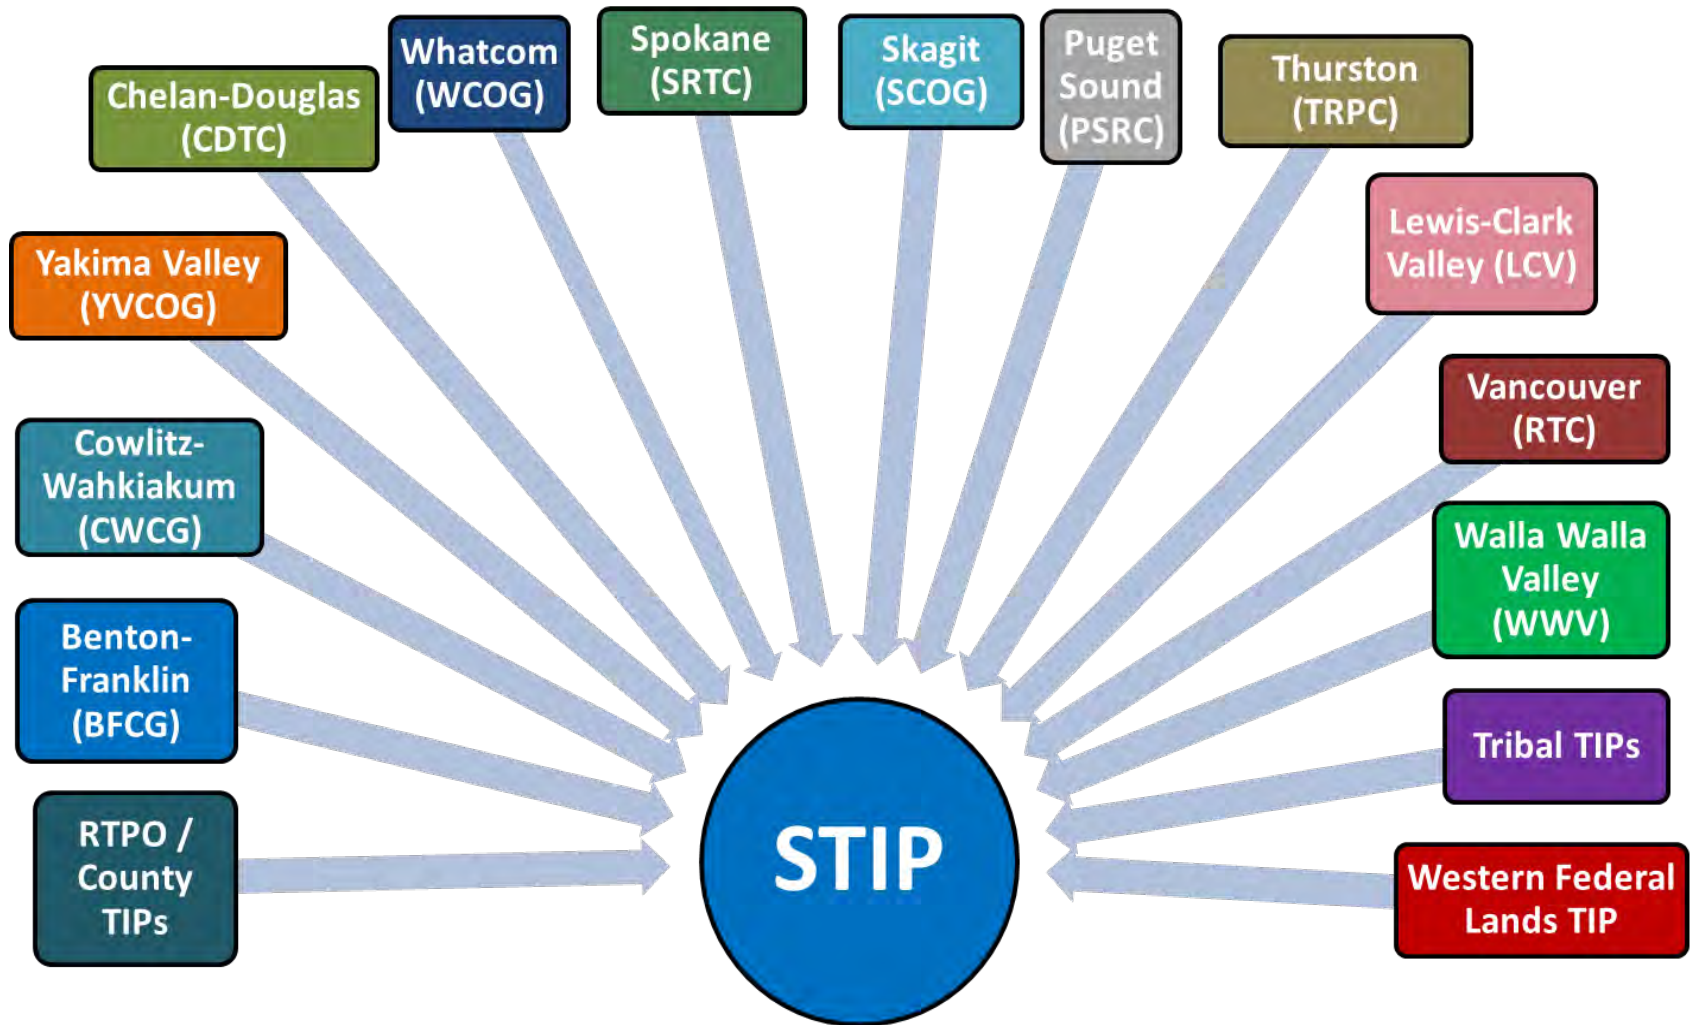 Whatcom
(WCOG)
Spokane
(SRTC)
Skagit
(SCOG)
Puget
Sound
(PSRC)
Thurston
(TRPC)
Chelan-Douglas
(CDTC)
Lewis-Clark
Valley (LCV)
Yakima Valley
(YVCOG)
Vancouver
(RTC)
Cowlitz-
Wahkiakum
(CWCG)
Walla Walla
Valley
(WWV)
Benton-
Franklin
(BFCG)
Tribal TIPs
RTPO /
County
TIPs
STIP
Western Federal
Lands TIP